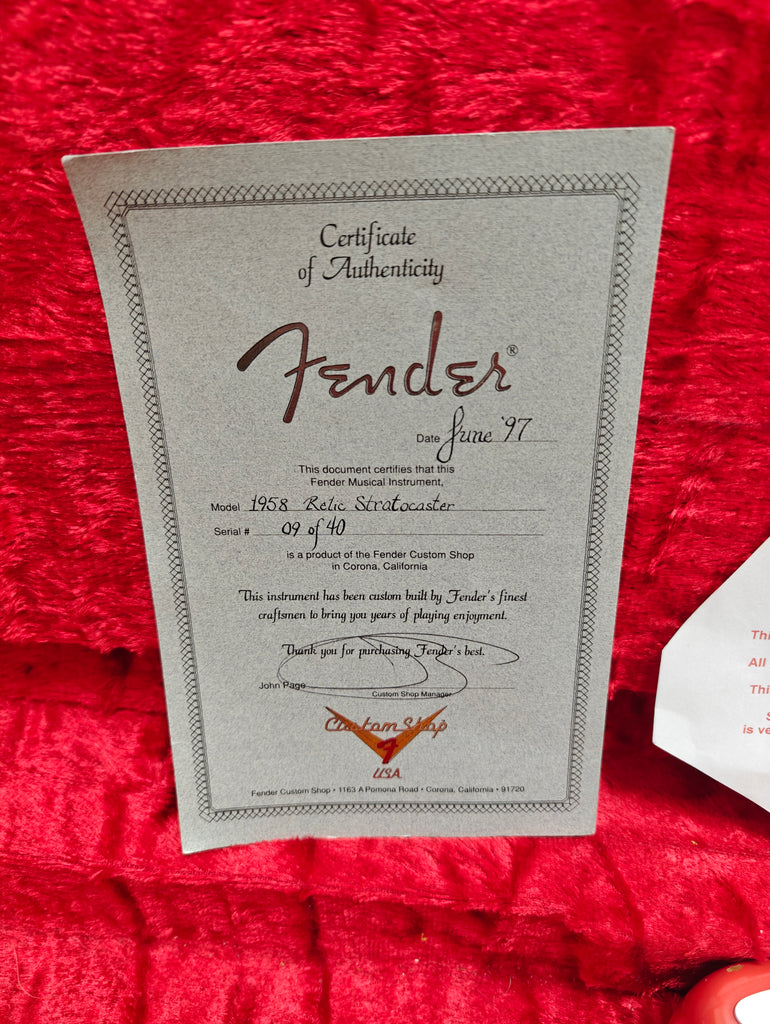 Certificate
of Authenticity
Fender®
Date June '97
This document certifies that this
Fender Musical Instrument,
Model 1958 Relic Stratocaster
Serial # 09 of 40
is a product of the Fender Custom Shop
in Corona, California
This instrument has been custom built by Fender's finest
craftsmen to bring you years of playing enjoyment.
Thank you for purchasing Fender's best.
John Page
Custom Shop Manager
Custom Shop
F
USA
Fender Custom Shop • 1163 A Pomona Road • Corona, California • 91720
All
is